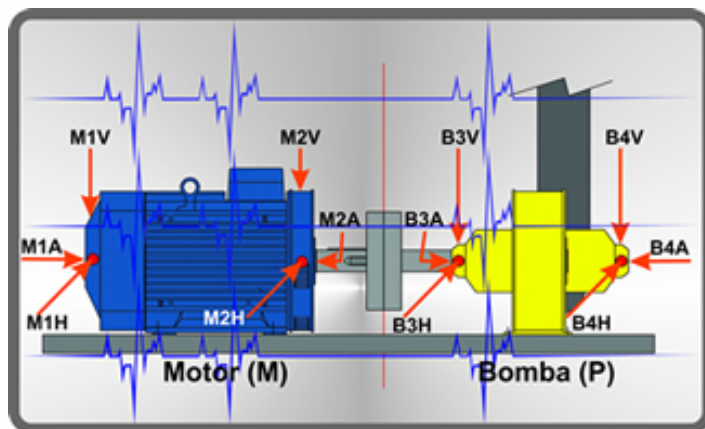 M1V
M2V
B3V
B4V
M2A
B3A
M1A
B4A
M1H
M2H
B3H
B4H
Motor (M)
Bomba (P)